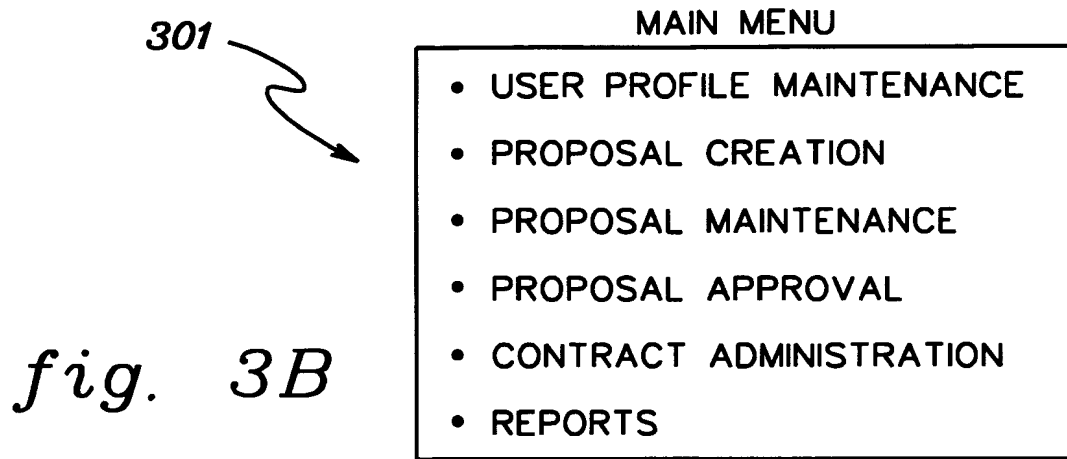 MAIN MENU
301
• USER PROFILE MAINTENANCE
• PROPOSAL CREATION
• PROPOSAL MAINTENANCE
• PROPOSAL APPROVAL
• CONTRACT ADMINISTRATION
• REPORTS
fig. 3B